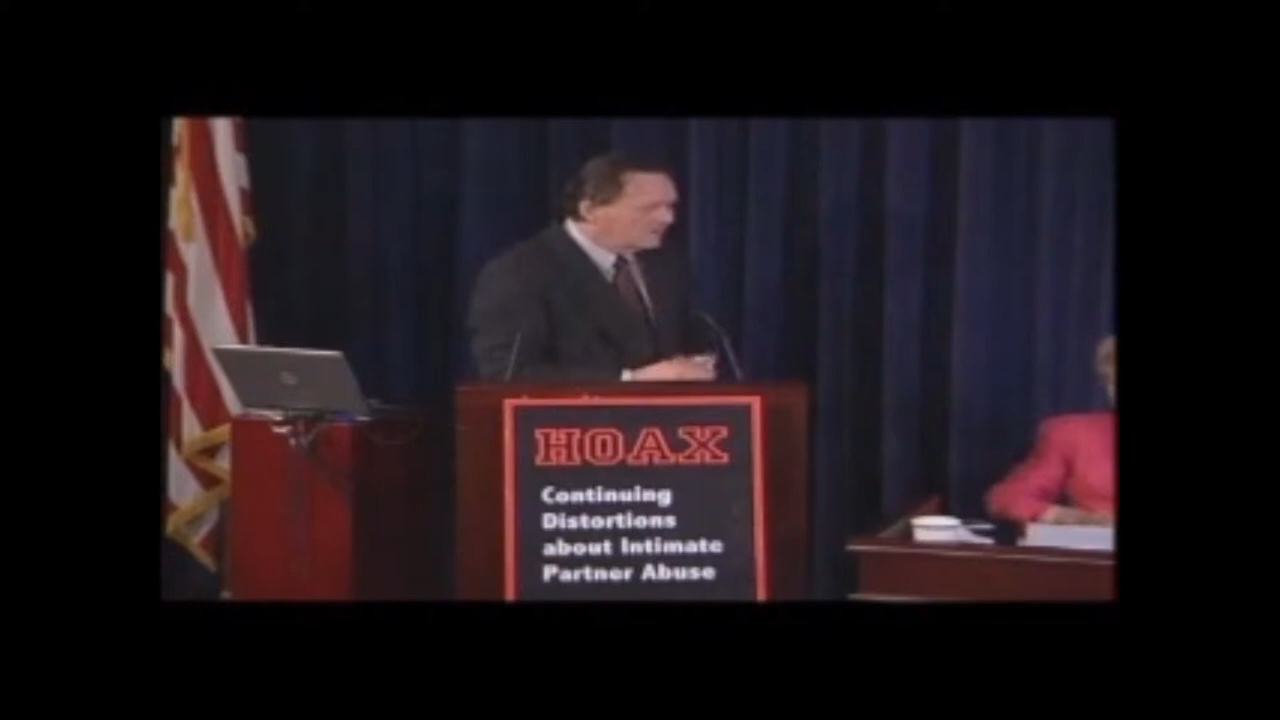 HOAX
Continuing
Distortions
about Intimate
Partner Abuse